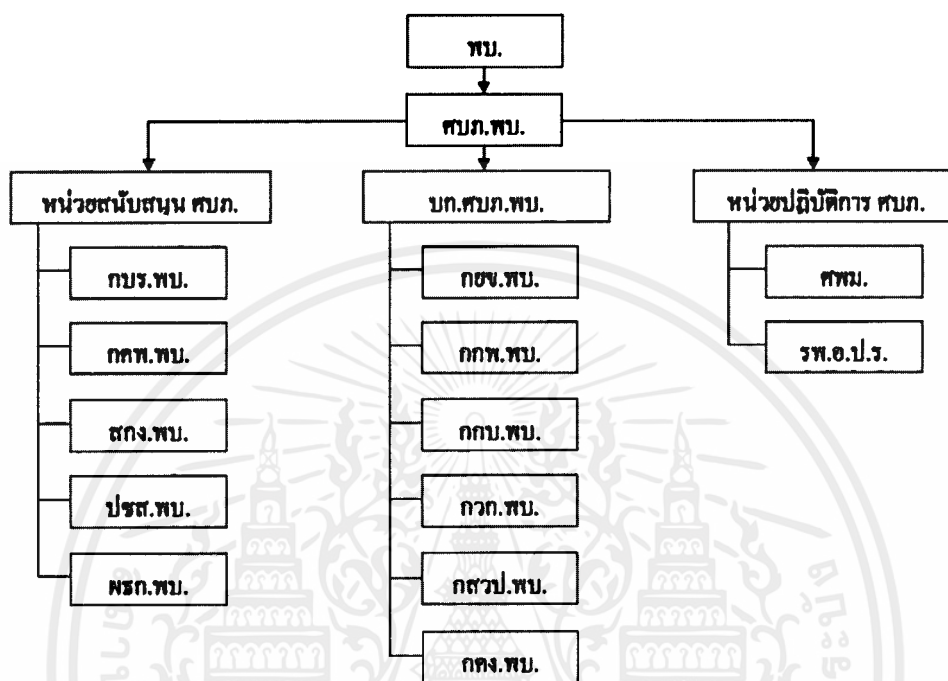 พบ.
ศบภ.พบ.
หน่วยสนับสนุน ศบภ.
บก.ศบภ.พบ.
หน่วยปฏิบัติการ ศบภ.
กบร.พบ.
กคพ.พบ.
สกง.พบ.
ปชส.พบ.
ผธก.พบ.
กยข.พบ.
กกพ.พบ.
กกบ.พบ.
กวก.พบ.
กสวป.พบ.
กคง.พบ.
ศพม.
รพ.อ.ป.ร.